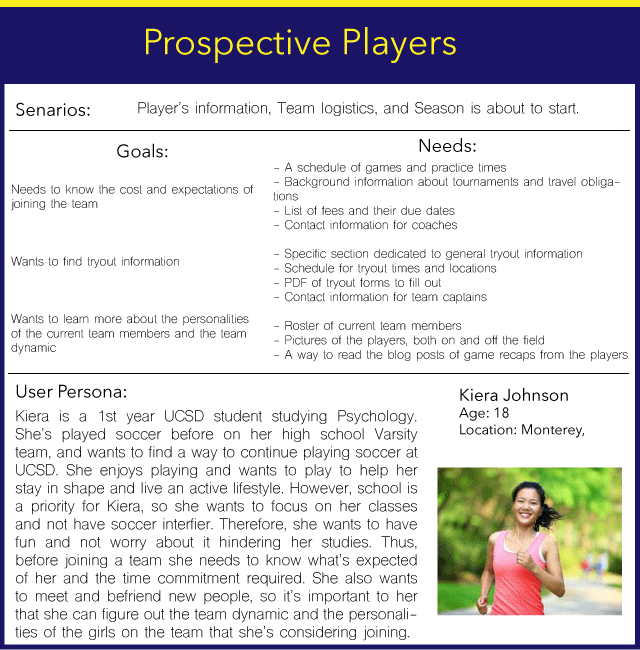 Prospective Players
Senarios:
Player's information, Team logistics, and Season is about to start.
Goals:
Needs:
Needs to know the cost and expectations of
joining the team
- A schedule of games and practice times
- Background information about tournaments and travel obliga-
tions
- List of fees and their due dates
- Contact information for coaches
Wants to find tryout information
- Specific section dedicated to general tryout information
- Schedule for tryout times and locations
- PDF of tryout forms to fill out
- Contact information for team captains
Wants to learn more about the personalities
of the current team members and the team
dynamic
- Roster of current team members
- Pictures of the players, both on and off the field
- A way to read the blog posts of game recaps from the players
User Persona:
Kiera is a 1st year UCSD student studying Psychology.
She's played soccer before on her high school Varsity
team, and wants to find a way to continue playing soccer at
UCSD. She enjoys playing and wants to play to help her
stay in shape and live an active lifestyle. However, school is
a priority for Kiera, so she wants to focus on her classes
and not have soccer interfier. Therefore, she wants to have
fun and not worry about it hindering her studies. Thus,
before joining a team she needs to know what's expected
of her and the time commitment required. She also wants
to meet and befriend new people, so it's important to her
that she can figure out the team dynamic and the personali-
ties of the girls on the team that she's considering joining.
Kiera Johnson
Age: 18
Location: Monterey,